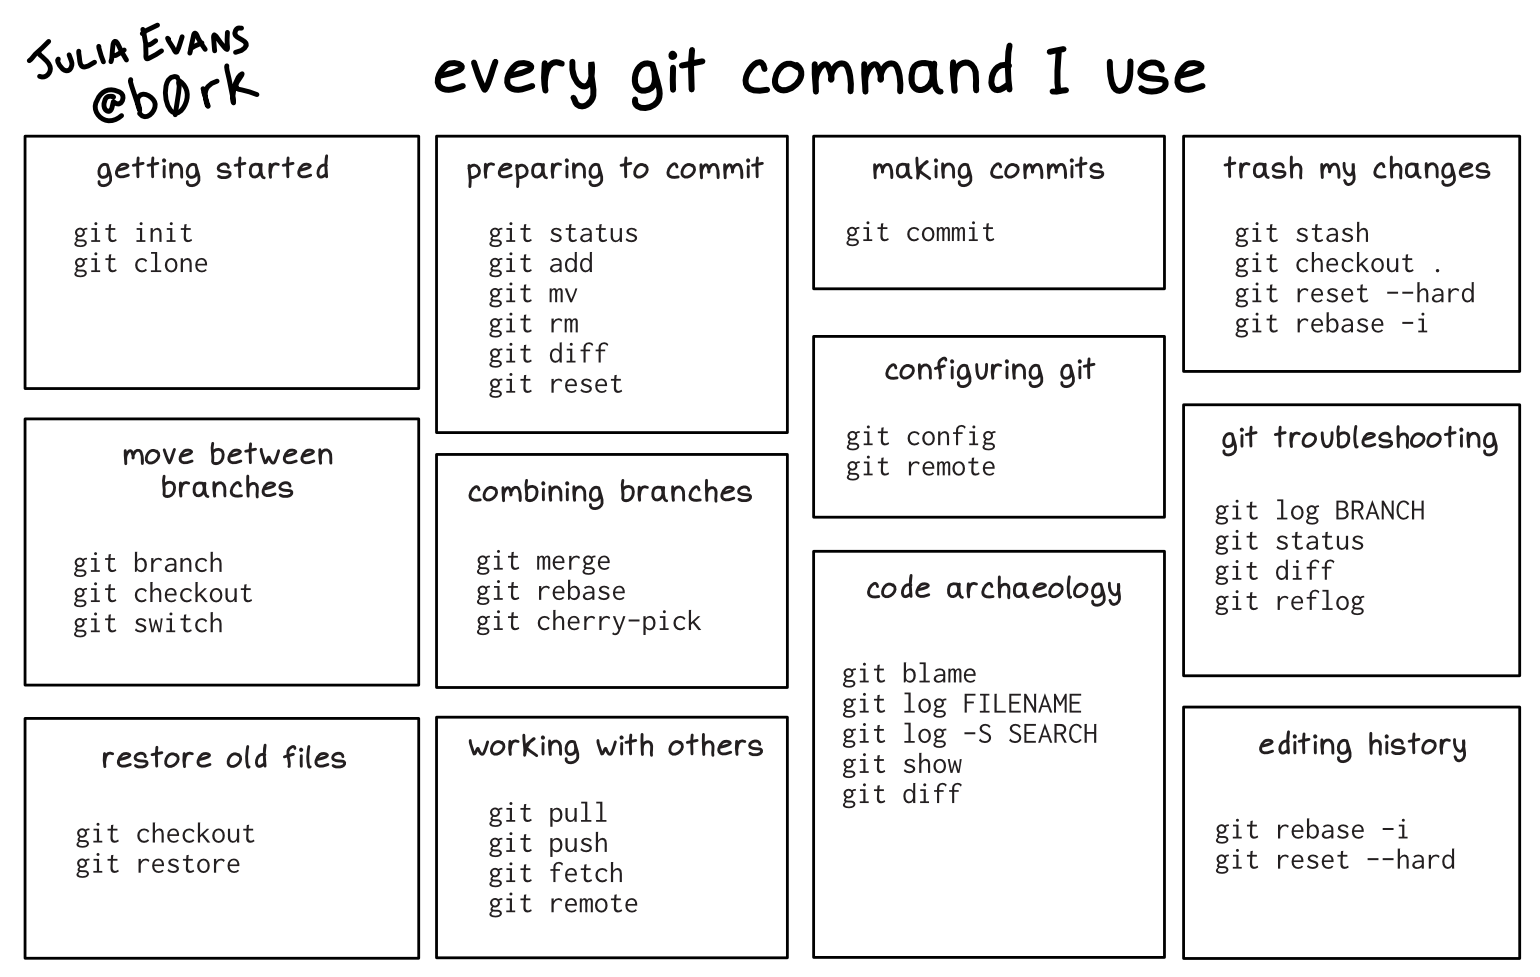 JULIA EVANS
@b0rk
every git command I use
getting started
git init
git clone
move between
branches
git branch
git checkout
git switch
restore old files
git checkout
git restore
preparing to commit
git status
git add
git mv
git rm
git diff
git reset
combining branches
git merge
git rebase
git cherry-pick
working with others
git pull
git push
git fetch
git remote
making commits
git commit
configuring git
git config
git remote
code archaeology
git blame
git log FILENAME
git log -S SEARCH
git show
git diff
trash my changes
git stash
git checkout .
git reset --hard
git rebase -i
git troubleshooting
git log BRANCH
git status
git diff
git reflog
editing history
git rebase -i
git reset --hard